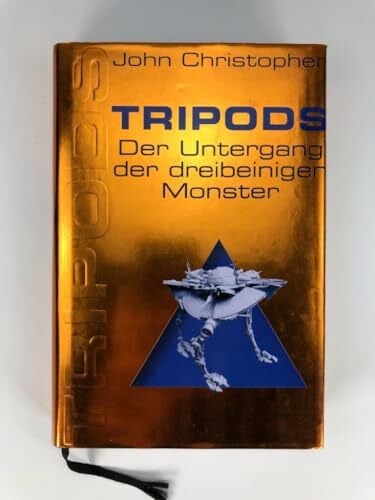 John Christopher
TRIPODS
Der Untergang
der dreibeinigen
Monster
TRIPODS